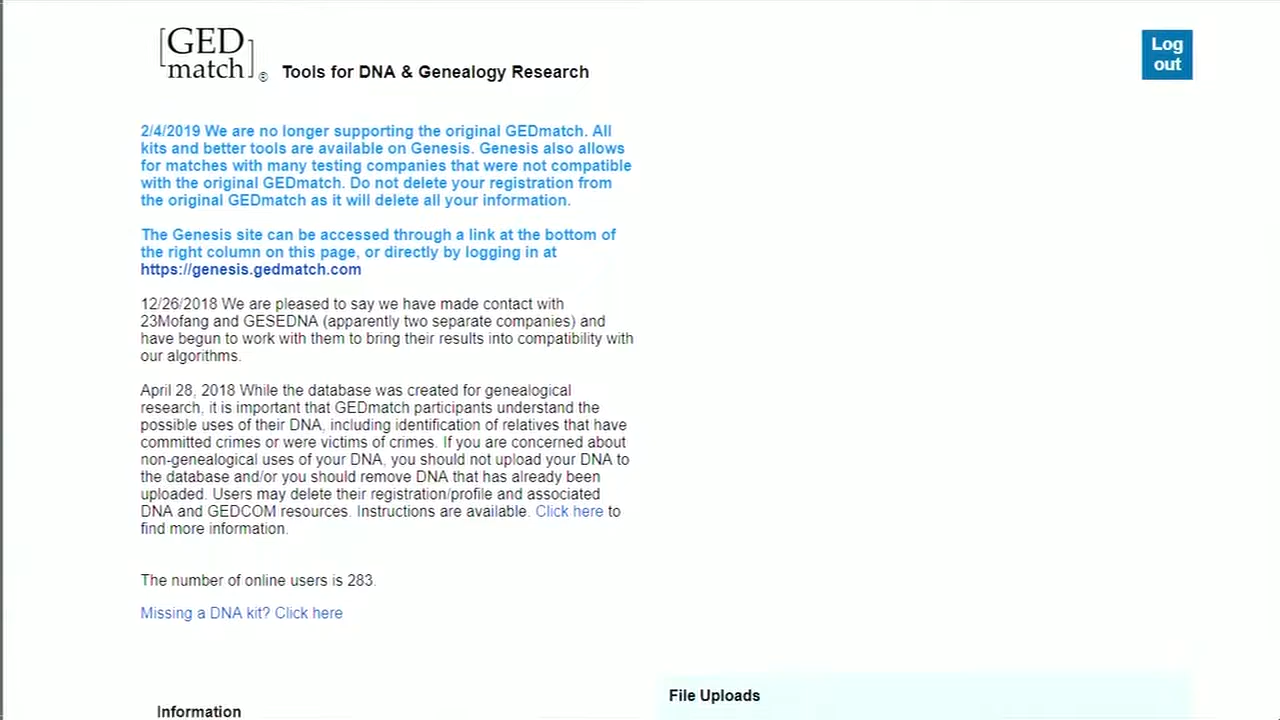 [GED
match]®
Tools for DNA & Genealogy Research
Log
out
2/4/2019 We are no longer supporting the original GEDmatch. All
kits and better tools are available on Genesis. Genesis also allows
for matches with many testing companies that were not compatible
with the original GEDmatch. Do not delete your registration from
the original GEDmatch as it will delete all your information.
The Genesis site can be accessed through a link at the bottom of
the right column on this page, or directly by logging in at
https://genesis.gedmatch.com
12/26/2018 We are pleased to say we have made contact with
23Mofang and GESEDNA (apparently two separate companies) and
have begun to work with them to bring their results into compatibility with
our algorithms.
April 28, 2018 While the database was created for genealogical
research, it is important that GEDmatch participants understand the
possible uses of their DNA, including identification of relatives that have
committed crimes or were victims of crimes. If you are concerned about
non-genealogical uses of your DNA, you should not upload your DNA to
the database and/or you should remove DNA that has already been
uploaded. Users may delete their registration/profile and associated
DNA and GEDCOM resources. Instructions are available. Click here to
find more information.
The number of online users is 283.
Missing a DNA kit? Click here
File Uploads
Information